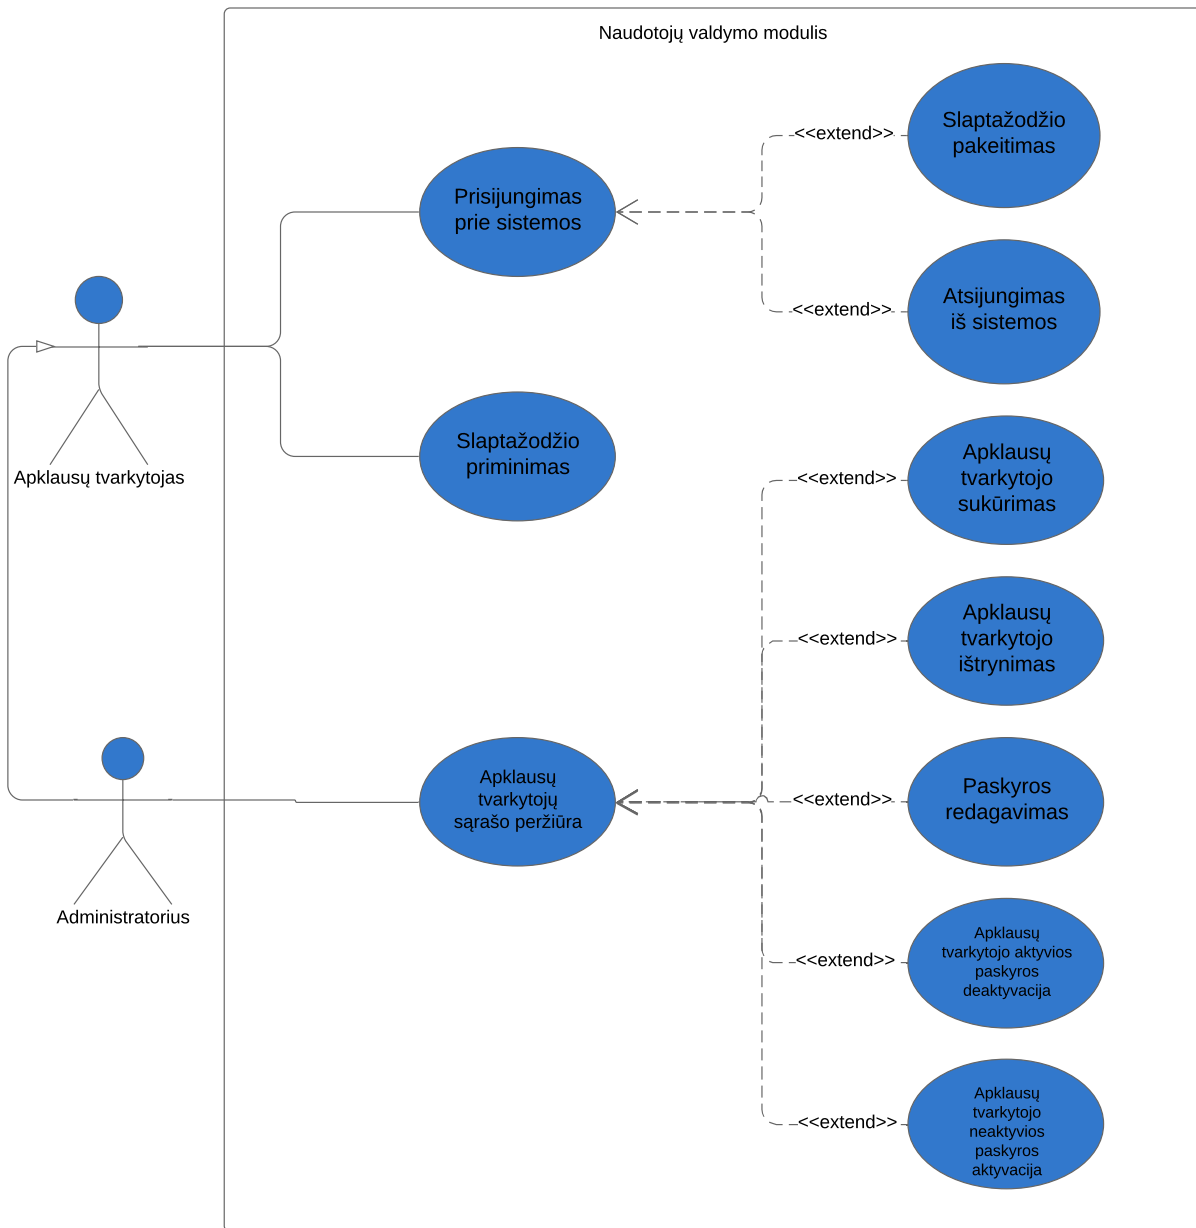 Naudotojų valdymo modulis
<<extend>>
Slaptažodžio
pakeitimas
Prisijungimas
prie sistemos
<<extend>>
Atsijungimas
iš sistemos
Apklausų tvarkytojas
Slaptažodžio
priminimas
<<extend>>
Apklausų
tvarkytojo
sukūrimas
<<extend>>
Apklausų
tvarkytojo
ištrynimas
Administratorius
Apklausų
tvarkytojų
sąrašo peržiūra
<<extend>>
Paskyros
redagavimas
<<extend>>
Apklausų
tvarkytojo aktyvios
paskyros
deaktyvacija
<<extend>>
Apklausų
tvarkytojo
neaktyvios
paskyros
aktyvacija